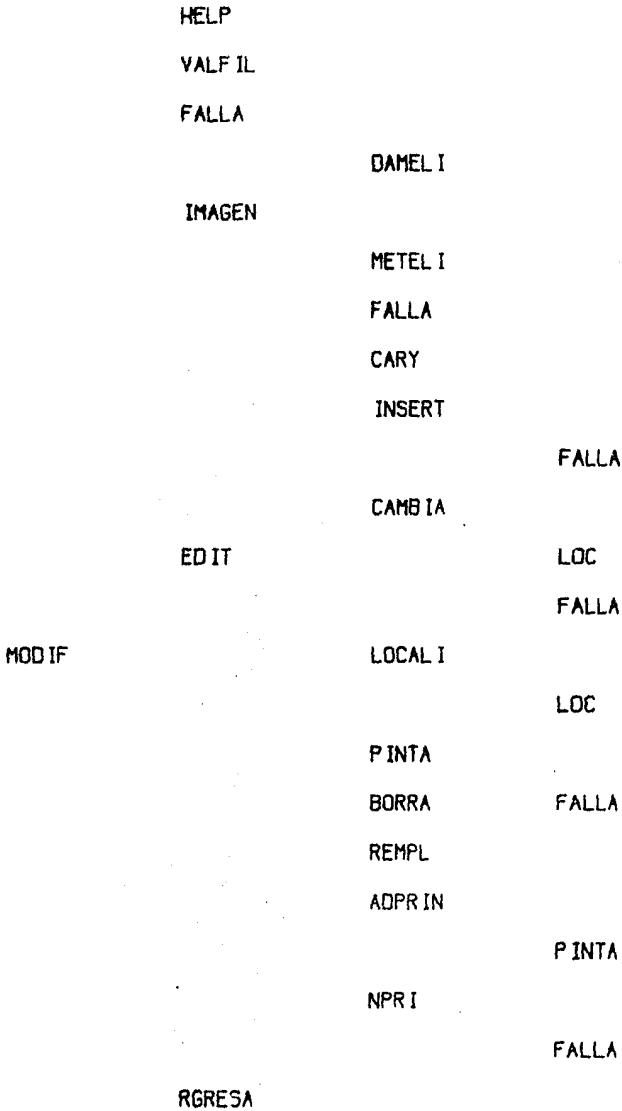 HELP
VALFIL
FALLA
DAMELI
IMAGEN
METELI
FALLA
CARY
INSERT
FALLA
CAMBIA
EDIT LOC
FALLA
MODIF LOCALI
LOC
PINTA
BORRA FALLA
REMPL
ADPRIN
PINTA
NPRI
FALLA
RGRESA